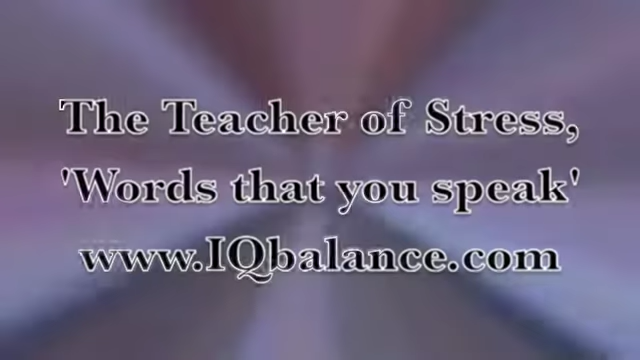 The Teacher of Stress,
'Words that you speak'
www.IQbalance.com